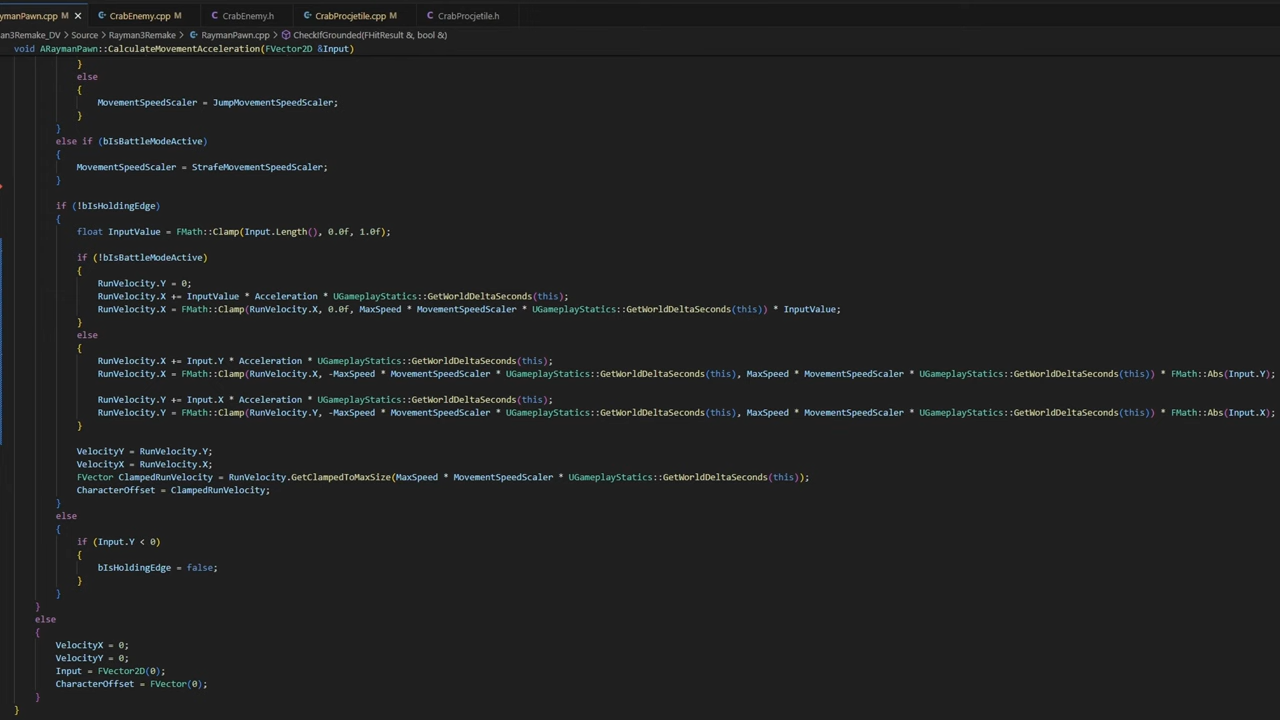 aymanPawn.cpp M × CrabEnemy.cpp M CrabEnemy.h CrabProcjetile.cpp M CrabProcjetile.h
man3Remake_DV > Source > Rayman3Remake > RaymanPawn.cpp > CheckIfGrounded(FHitResult &, bool &)
void ARaymanPawn::CalculateMovementAcceleration(FVector2D &Input)
}
else
{
MovementSpeedScaler = JumpMovementSpeedScaler;
}
}
else if (bIsBattleModeActive)
{
MovementSpeedScaler = StrafeMovementSpeedScaler;
}
if (!bIsHoldingEdge)
{
float InputValue = FMath::Clamp(Input.Length(), 0.0f, 1.0f);
if (!bIsBattleModeActive)
{
RunVelocity.Y = 0;
RunVelocity.X += InputValue * Acceleration * UGameplayStatics::GetWorldDeltaSeconds(this);
RunVelocity.X = FMath::Clamp(RunVelocity.X, 0.0f, MaxSpeed * MovementSpeedScaler * UGameplayStatics::GetWorldDeltaSeconds(this)) * InputValue;
}
else
{
RunVelocity.X += Input.Y * Acceleration * UGameplayStatics::GetWorldDeltaSeconds(this);
RunVelocity.X = FMath::Clamp(RunVelocity.X, -MaxSpeed * MovementSpeedScaler * UGameplayStatics::GetWorldDeltaSeconds(this), MaxSpeed * MovementSpeedScaler * UGameplayStatics::GetWorldDeltaSeconds(this)) * FMath::Abs(Input.Y);
RunVelocity.Y += Input.X * Acceleration * UGameplayStatics::GetWorldDeltaSeconds(this);
RunVelocity.Y = FMath::Clamp(RunVelocity.Y, -MaxSpeed * MovementSpeedScaler * UGameplayStatics::GetWorldDeltaSeconds(this), MaxSpeed * MovementSpeedScaler * UGameplayStatics::GetWorldDeltaSeconds(this)) * FMath::Abs(Input.X);
}
VelocityY = RunVelocity.Y;
VelocityX = RunVelocity.X;
FVector ClampedRunVelocity = RunVelocity.GetClampedToMaxSize(MaxSpeed * MovementSpeedScaler * UGameplayStatics::GetWorldDeltaSeconds(this));
CharacterOffset = ClampedRunVelocity;
}
else
{
if (Input.Y < 0)
{
bIsHoldingEdge = false;
}
}
}
else
{
VelocityX = 0;
VelocityY = 0;
Input = FVector2D(0);
CharacterOffset = FVector(0);
}
}